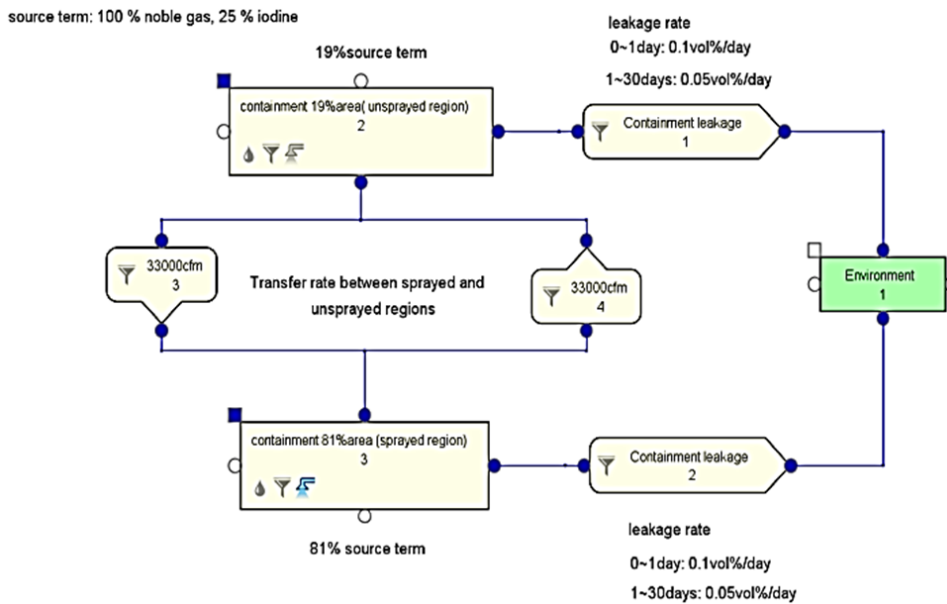 source term: 100 % noble gas, 25 % iodine
leakage rate
0~1day: 0.1vol%/day
1~30days: 0.05vol%/day
19%source term
containment 19%area( unsprayed region)
2
Containment leakage
1
33000cfm
3
Transfer rate between sprayed and
unsprayed regions
33000cfm
4
Environment
1
containment 81%area (sprayed region)
3
Containment leakage
2
81% source term
leakage rate
0~1day: 0.1vol%/day
1~30days: 0.05vol%/day